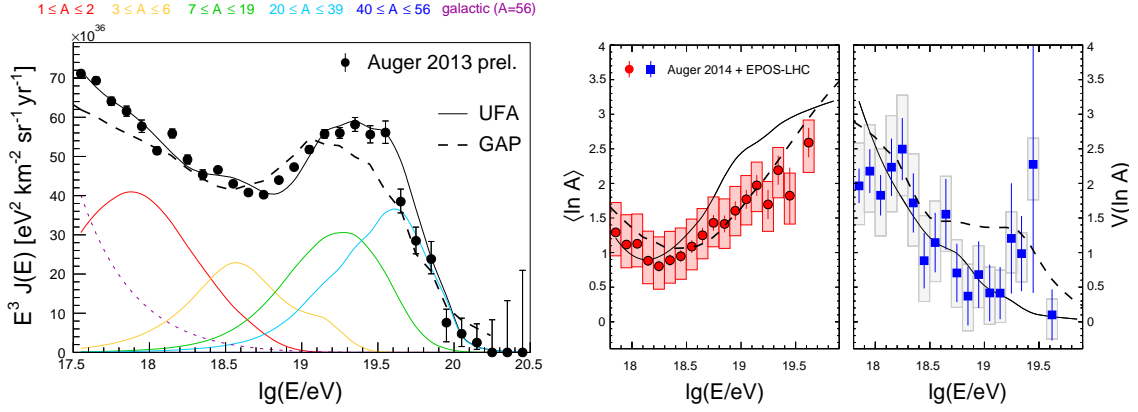 1 ≤ A ≤ 2 3 ≤ A ≤ 6 7 ≤ A ≤ 19 20 ≤ A ≤ 39 40 ≤ A ≤ 56 galactic (A=56)
×10³⁶
E³ J(E) [eV² km⁻² sr⁻¹ yr⁻¹]
70
60
50
40
30
20
10
0
Auger 2013 prel.
UFA
GAP
17.5 18 18.5 19 19.5 20 20.5
lg(E/eV)
⟨ln A⟩
4
3.5
3
2.5
2
1.5
1
0.5
0
Auger 2014 + EPOS-LHC
18 18.5 19 19.5
lg(E/eV)
18 18.5 19 19.5
lg(E/eV)
4
3.5
3
2.5
2
1.5
1
0.5
0
V(ln A)